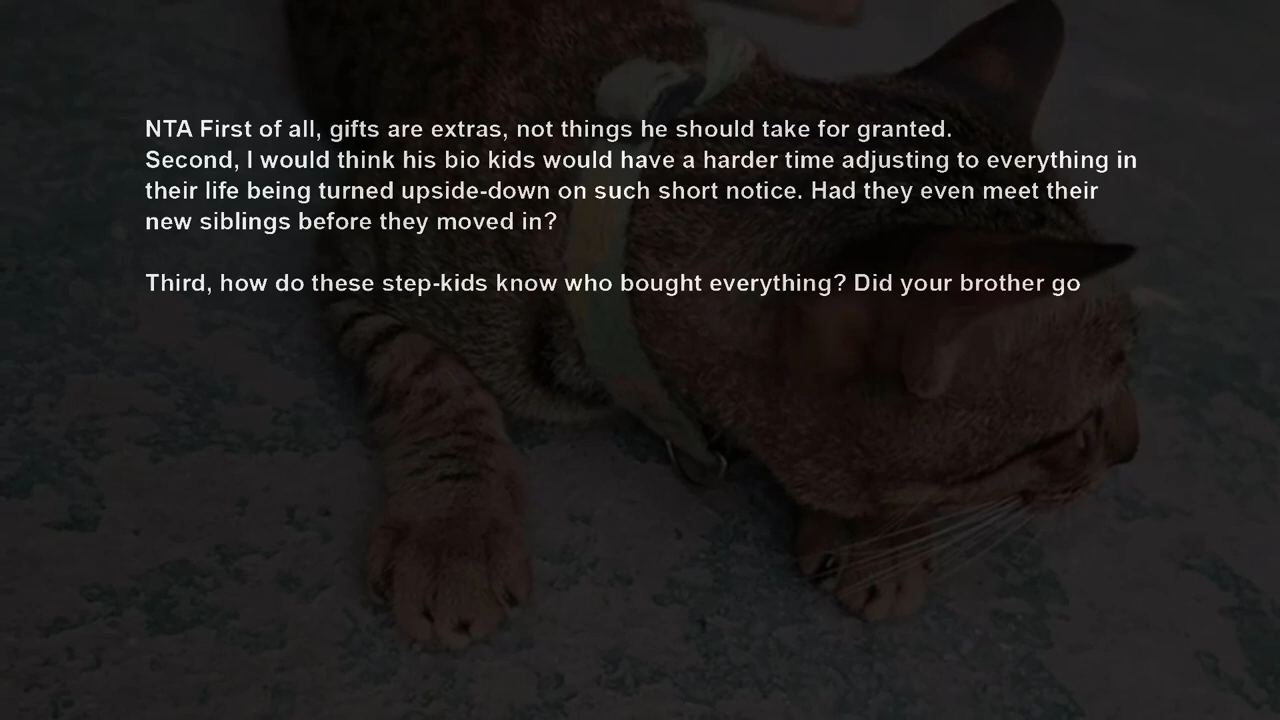 NTA First of all, gifts are extras, not things he should take for granted.
Second, I would think his bio kids would have a harder time adjusting to everything in
their life being turned upside-down on such short notice. Had they even meet their
new siblings before they moved in?
Third, how do these step-kids know who bought everything? Did your brother go